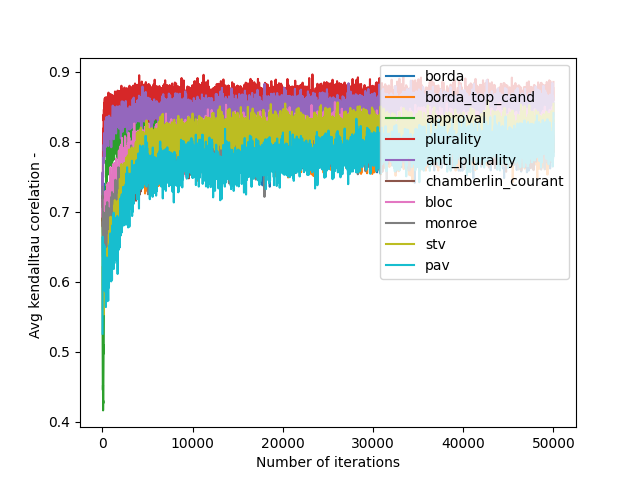 0.9
0.8
0.7
0.6
0.5
0.4
Avg kendalltau corelation -
borda
borda_top_cand
approval
plurality
anti_plurality
chamberlin_courant
bloc
monroe
stv
pav
0 10000 20000 30000 40000 50000
Number of iterations